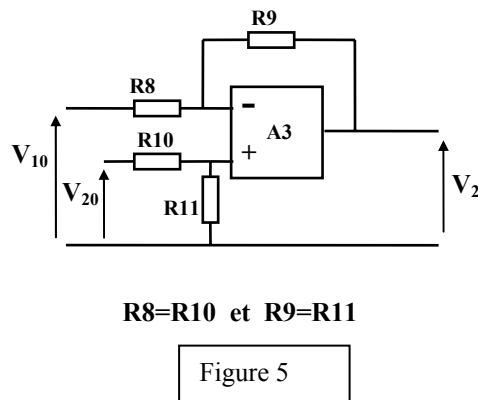 R9
R8
-
A3
R10
+
V10
V20
R11
V2
R8=R10 et R9=R11
Figure 5